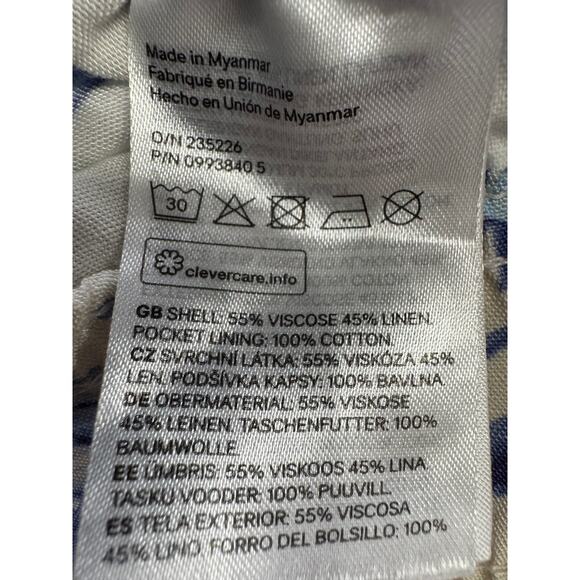 Made in Myanmar
Fabriqué en Birmanie
Hecho en Unión de Myanmar
O/N 235226
P/N 0993840 5
30
clevercare.info
GB SHELL: 55% VISCOSE 45% LINEN.
POCKET LINING: 100% COTTON.
CZ SVRCHNI LÁTKA: 55% VISKÓZA 45%
LEN. PODŠÍVKA KAPSY: 100% BAVLNA.
DE OBERMATERIAL: 55% VISKOSE
45% LEINEN. TASCHENFUTTER: 100%
BAUMWOLLE.
EE ÜMBRIS: 55% VISKOOS 45% LINA.
TASKU VOODER: 100% PUUVILL.
ES TELA EXTERIOR: 55% VISCOSA
45% LINO. FORRO DEL BOLSILLO: 100%